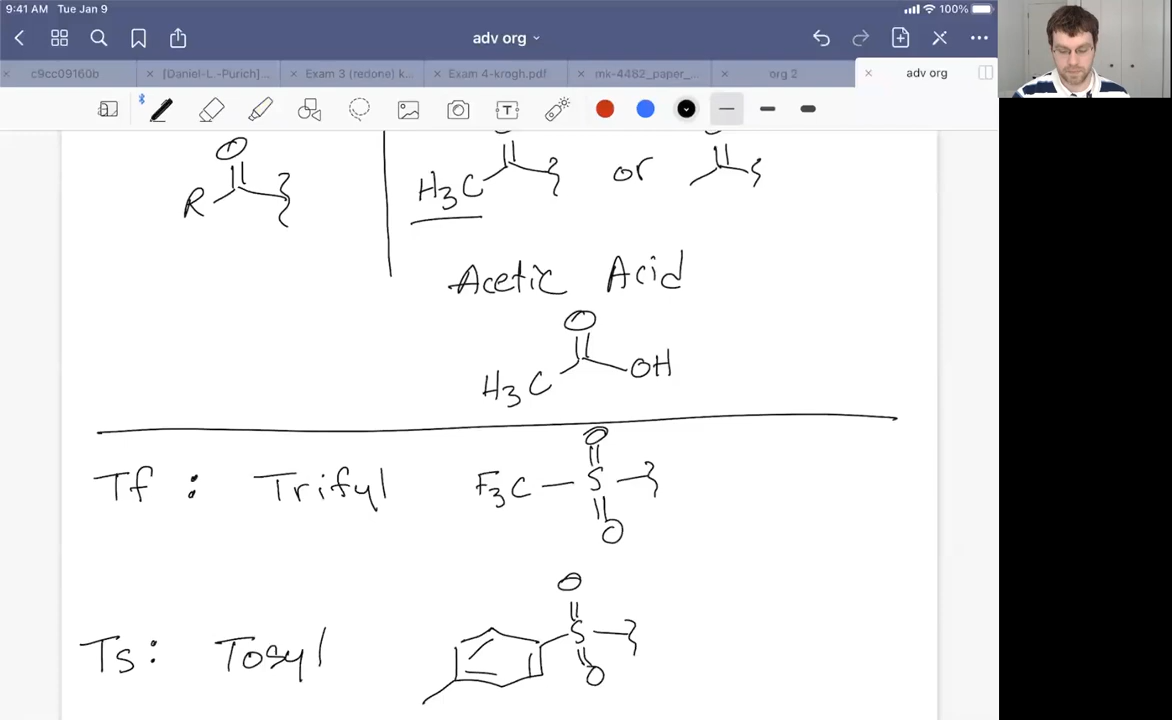 9:41 AM Tue Jan 9
100%
adv org
c9cc09160b
[Daniel-L.-Purich]...
Exam 3 (redone) k...
Exam 4-krogh.pdf
mk-4482_paper_...
org 2
adv org
T
O
R
H3C or
Acetic Acid
O
H3C OH
O
Tf : Trifyl F3C S
O
O
Ts : Tosyl S
O